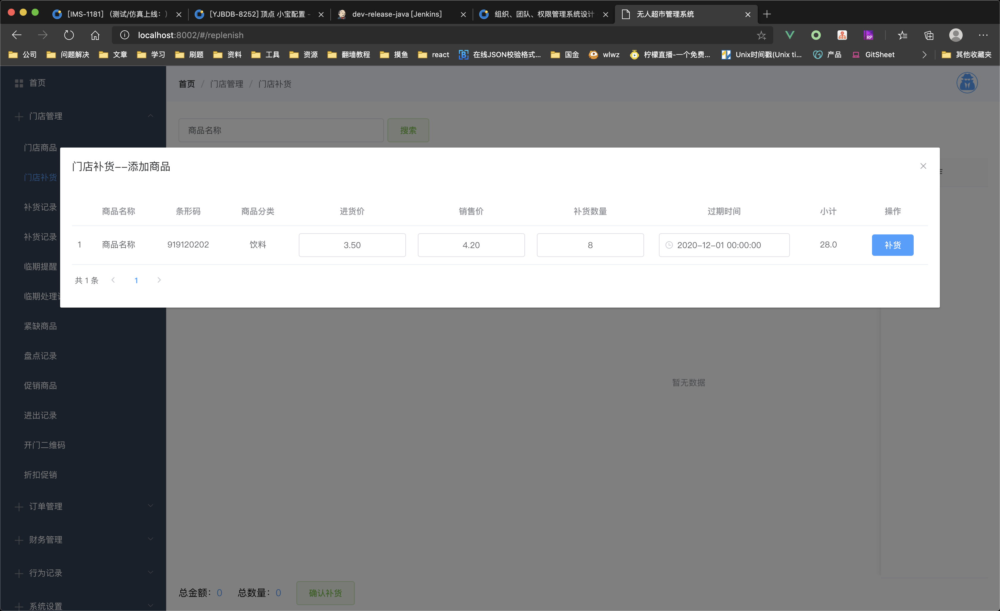 [IMS-1181] （测试/仿真上线：）
[YJBDB-8252] 顶点 小宝配置 -
dev-release-java [Jenkins]
组织、团队、权限管理系统设计
无人超市管理系统
localhost:8002/#/replenish
公司 问题解决 文章 学习 刷题 资料 工具 资源 翻墙教程 摸鱼 react 在线JSON校验格式... 国金 wlwz 柠檬直播-一个免费... Unix时间戳(Unix ti... 产品 GitSheet 其他收藏夹
首页
门店管理
门店商品
门店补货
补货记录
补货记录
临期提醒
临期处理
紧缺商品
盘点记录
促销商品
进出记录
开门二维码
折扣促销
订单管理
财务管理
行为记录
系统设置
首页 / 门店管理 / 门店补货
商品名称 搜索
门店补货--添加商品
商品名称 条形码 商品分类 进货价 销售价 补货数量 过期时间 小计 操作
1 商品名称 919120202 饮料 3.50 4.20 8 2020-12-01 00:00:00 28.0 补货
共 1 条 1
暂无数据
总金额： 0 总数量： 0 确认补货